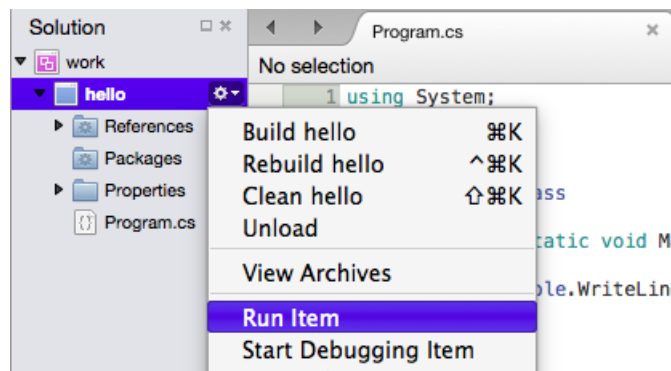 Solution
Program.cs
work
No selection
hello
1 using System;
References
Packages
Properties
Program.cs
Build hello ⌘K
Rebuild hello ^⌘K
Clean hello ⇧⌘K
Unload
View Archives
Run Item
Start Debugging Item
ass
tatic void M
ole.WriteLin